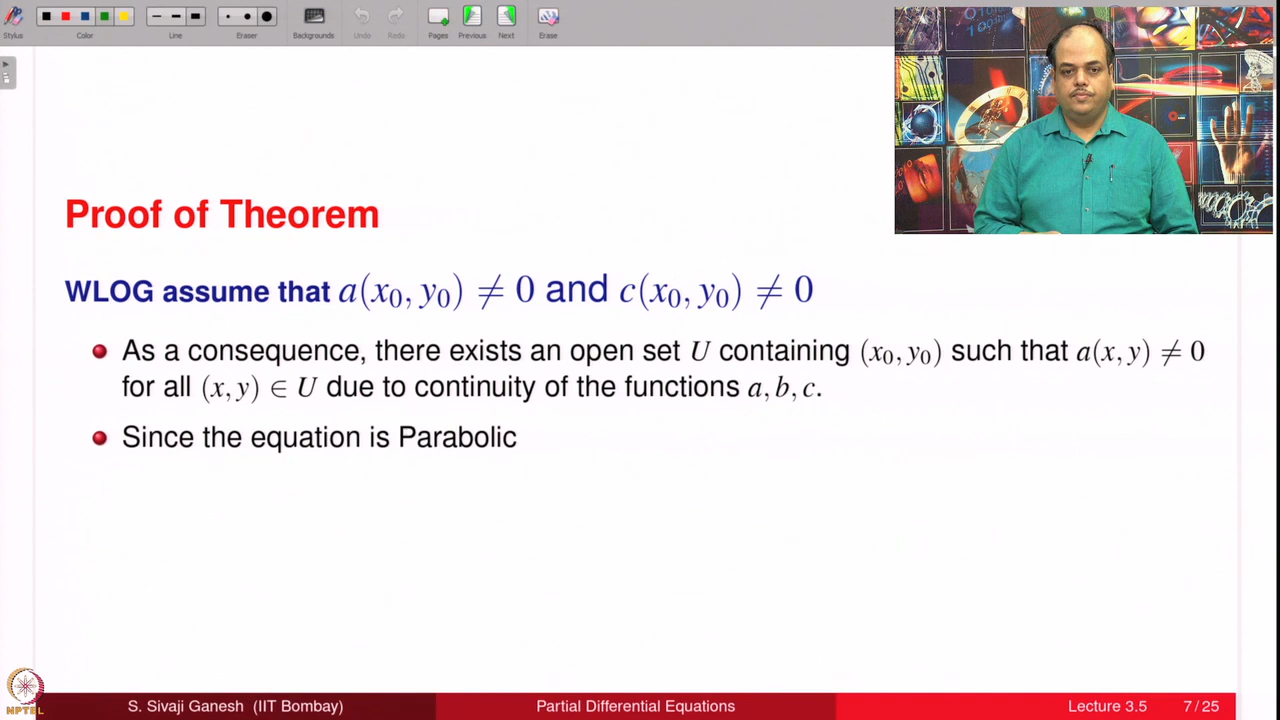 Stylus Color Line Eraser Backgrounds Undo Redo Pages Previous Next Erase
Proof of Theorem
WLOG assume that a(x₀, y₀) ≠ 0 and c(x₀, y₀) ≠ 0
As a consequence, there exists an open set U containing (x₀, y₀) such that a(x, y) ≠ 0
for all (x, y) ∈ U due to continuity of the functions a, b, c.
Since the equation is Parabolic
NPTEL
S. Sivaji Ganesh (IIT Bombay) Partial Differential Equations Lecture 3.5 7 / 25